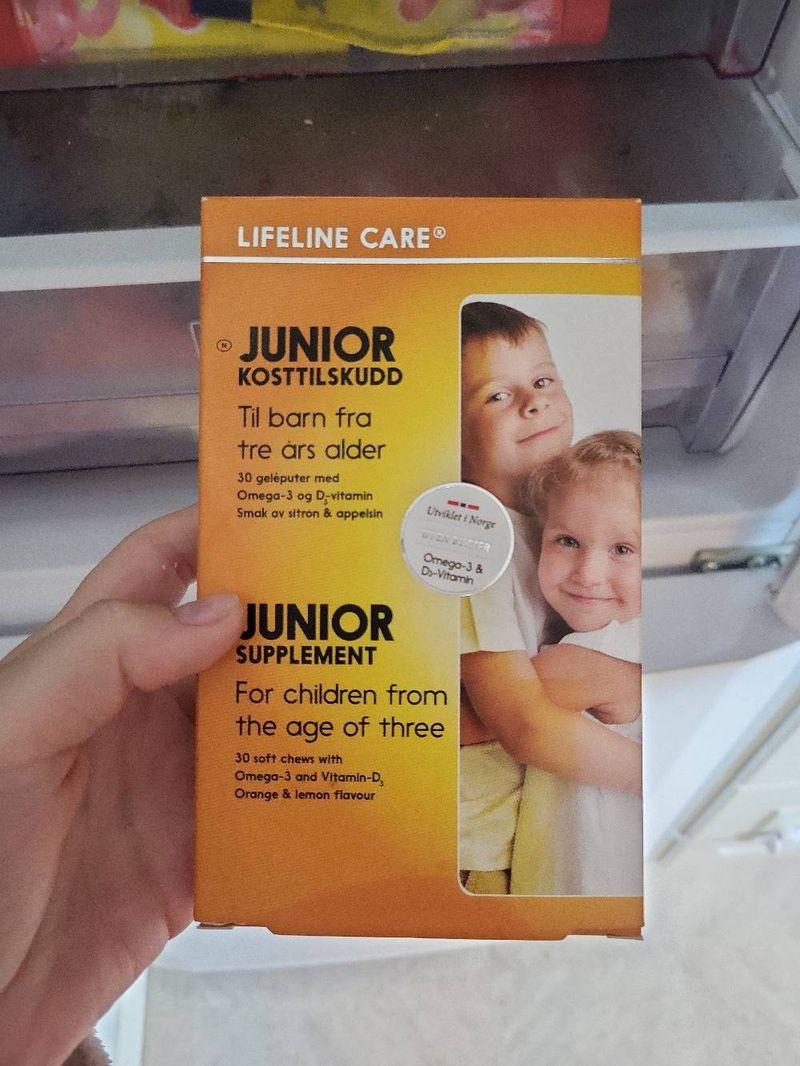 LIFELINE CARE®
Ⓝ JUNIOR
KOSTTILSKUDD
Til barn fra
tre års alder
30 geléputer med
Omega-3 og D₃-vitamin
Smak av sitron & appelsin
Utviklet i Norge
Omega-3 &
D₃-Vitamin
JUNIOR
SUPPLEMENT
For children from
the age of three
30 soft chews with
Omega-3 and Vitamin-D₃
Orange & lemon flavour